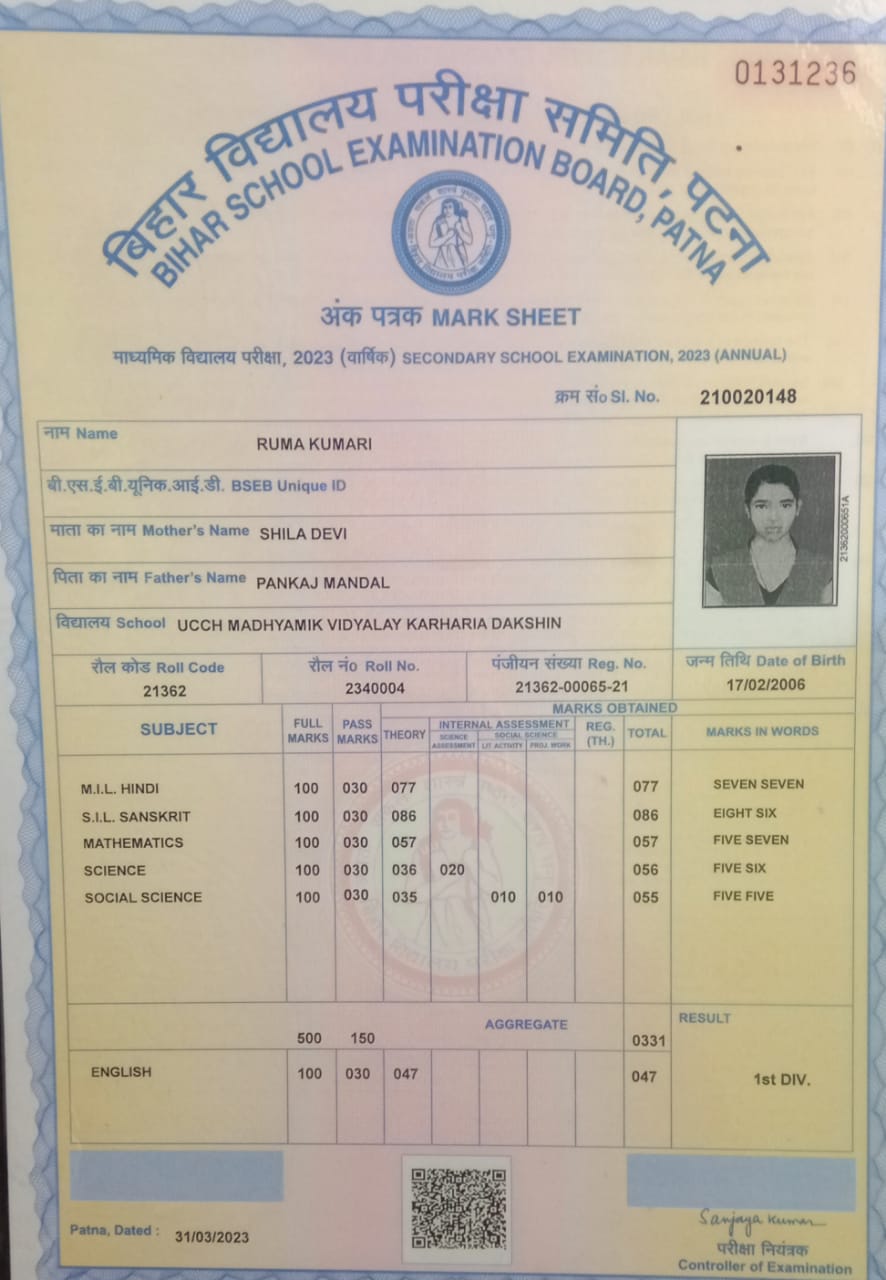 0131236
बिहार विद्यालय परीक्षा समिति, पटना
BIHAR SCHOOL EXAMINATION BOARD, PATNA
अंक पत्रक MARK SHEET
माध्यमिक विद्यालय परीक्षा, 2023 (वार्षिक) SECONDARY SCHOOL EXAMINATION, 2023 (ANNUAL)
क्रम सं० Sl. No. 210020148
नाम Name RUMA KUMARI
बी.एस.ई.बी.यूनिक.आई.डी. BSEB Unique ID
माता का नाम Mother's Name SHILA DEVI
पिता का नाम Father's Name PANKAJ MANDAL
विद्यालय School UCCH MADHYAMIK VIDYALAY KARHARIA DAKSHIN
213620000651A
रौल कोड Roll Code रौल नं० Roll No. पंजीयन संख्या Reg. No. जन्म तिथि Date of Birth
21362 2340004 21362-00065-21 17/02/2006
MARKS OBTAINED
SUBJECT FULL MARKS PASS MARKS THEORY INTERNAL ASSESSMENT REG. (TH.) TOTAL MARKS IN WORDS
SCIENCE ASSESSMENT SOCIAL SCIENCE LIT ACTIVITY PROJ. WORK
M.I.L. HINDI 100 030 077 077 SEVEN SEVEN
S.I.L. SANSKRIT 100 030 086 086 EIGHT SIX
MATHEMATICS 100 030 057 057 FIVE SEVEN
SCIENCE 100 030 036 020 056 FIVE SIX
SOCIAL SCIENCE 100 030 035 010 010 055 FIVE FIVE
500 150 AGGREGATE 0331 RESULT
ENGLISH 100 030 047 047 1st DIV.
Patna, Dated : 31/03/2023
Sanjaya Kumar
परीक्षा नियंत्रक
Controller of Examination